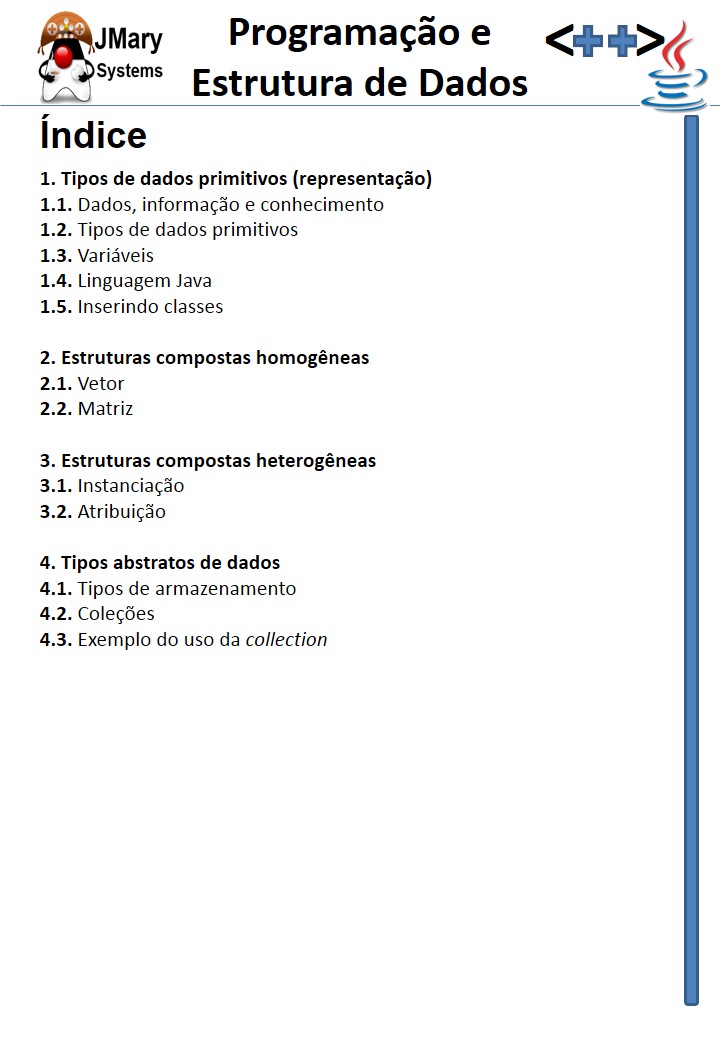 JMary
Systems
Programação e
Estrutura de Dados
<++>
Índice
1. Tipos de dados primitivos (representação)
1.1. Dados, informação e conhecimento
1.2. Tipos de dados primitivos
1.3. Variáveis
1.4. Linguagem Java
1.5. Inserindo classes
2. Estruturas compostas homogêneas
2.1. Vetor
2.2. Matriz
3. Estruturas compostas heterogêneas
3.1. Instanciação
3.2. Atribuição
4. Tipos abstratos de dados
4.1. Tipos de armazenamento
4.2. Coleções
4.3. Exemplo do uso da collection